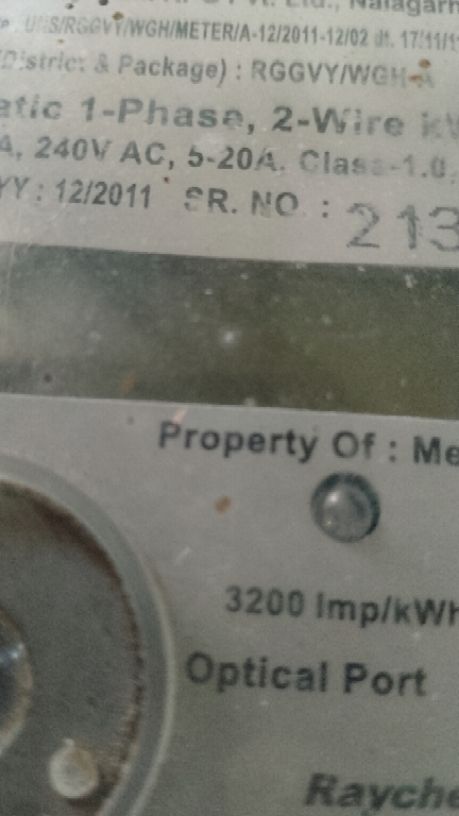 Ltd., Nalagarh
UHS/RGGVY/WGH/METER/A-12/2011-12/02 dt. 17/11/1
(District & Package) : RGGVY/WGH-A
atic 1-Phase, 2-Wire kW
A, 240V AC, 5-20A, Class-1.0,
YY : 12/2011 SR. NO : 213
Property Of : Me
3200 Imp/kWh
Optical Port
Rayche